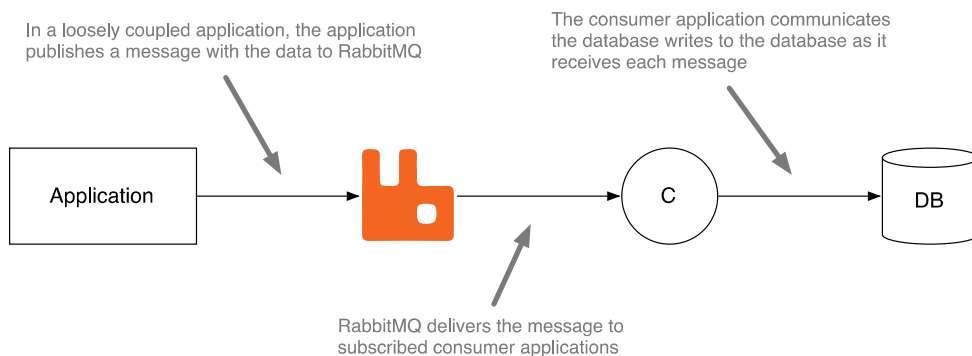 In a loosely coupled application, the application
publishes a message with the data to RabbitMQ
The consumer application communicates
the database writes to the database as it
receives each message
Application
C
DB
RabbitMQ delivers the message to
subscribed consumer applications